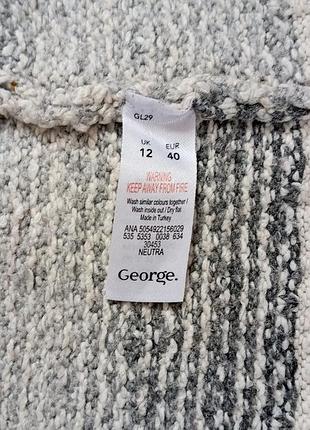 GL29
UK EUR
12 40
WARNING
KEEP AWAY FROM FIRE
Wash similar colours together /
Wash inside out / Dry flat
Made in Turkey
ANA 5054922156029
535 5353 0038 634
30453
NEUTRA
George.